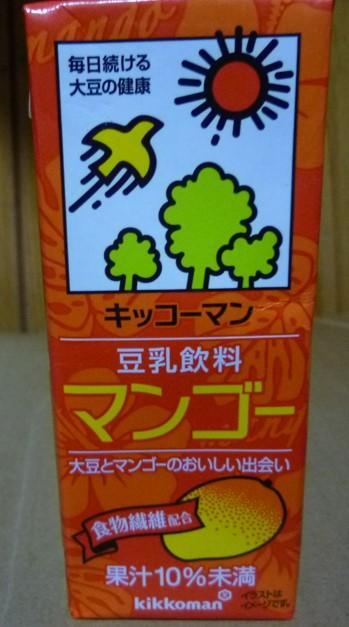 mando
毎日続ける
大豆の健康
キッコーマン
豆乳飲料
マンゴー
大豆とマンゴーのおいしい出会い
食物繊維配合
果汁10%未満
kikkoman
イラストは
イメージです。